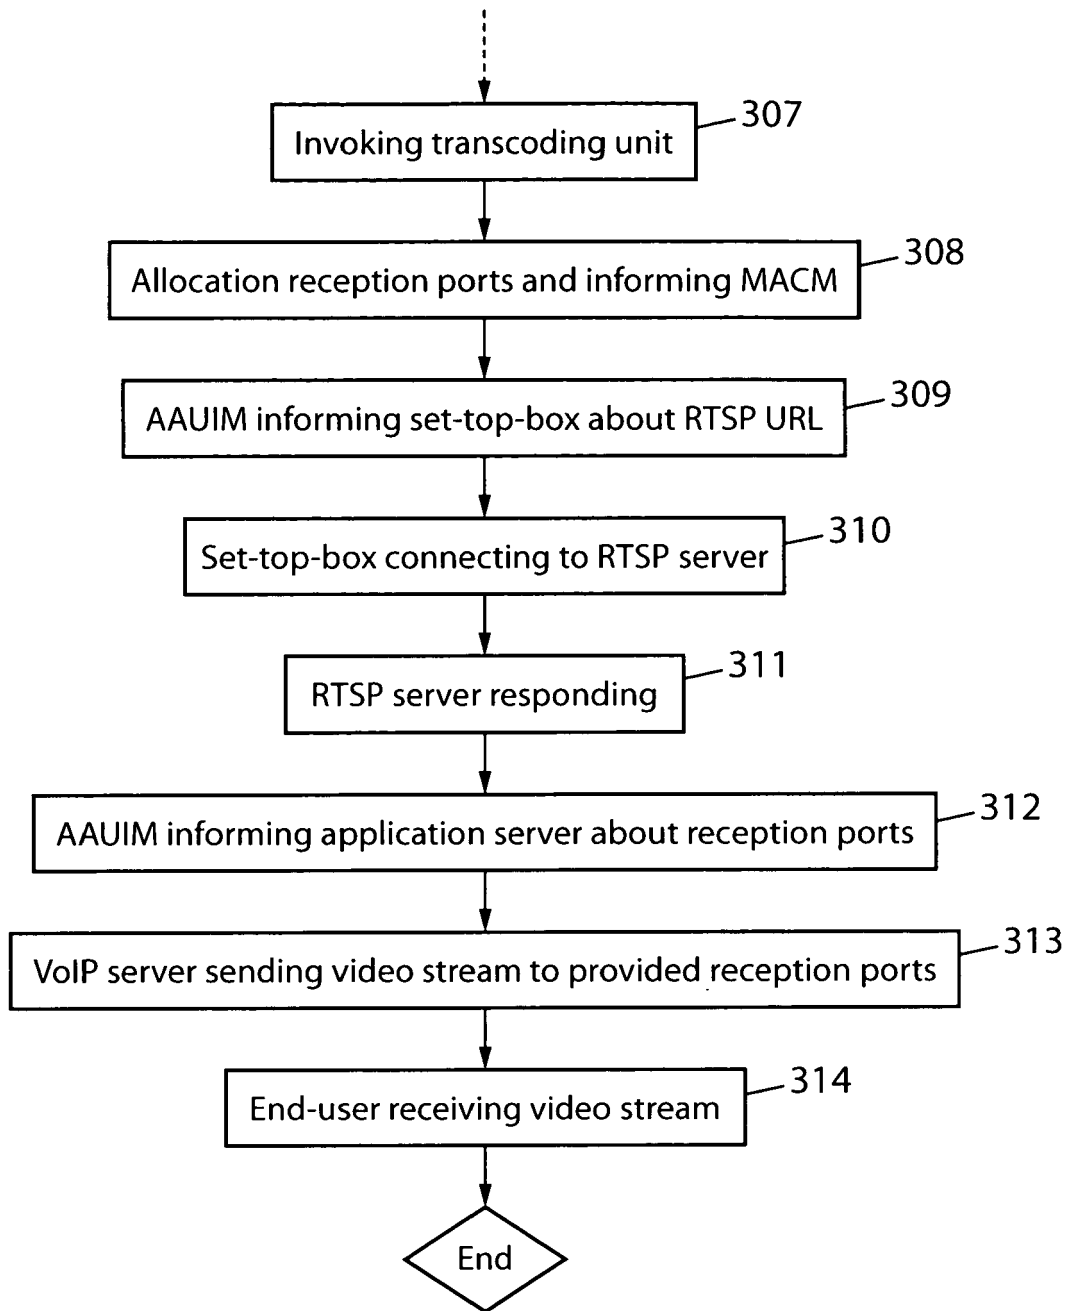 Invoking transcoding unit
307
Allocation reception ports and informing MACM
308
AAUIM informing set-top-box about RTSP URL
309
Set-top-box connecting to RTSP server
310
RTSP server responding
311
AAUIM informing application server about reception ports
312
VoIP server sending video stream to provided reception ports
313
End-user receiving video stream
314
End